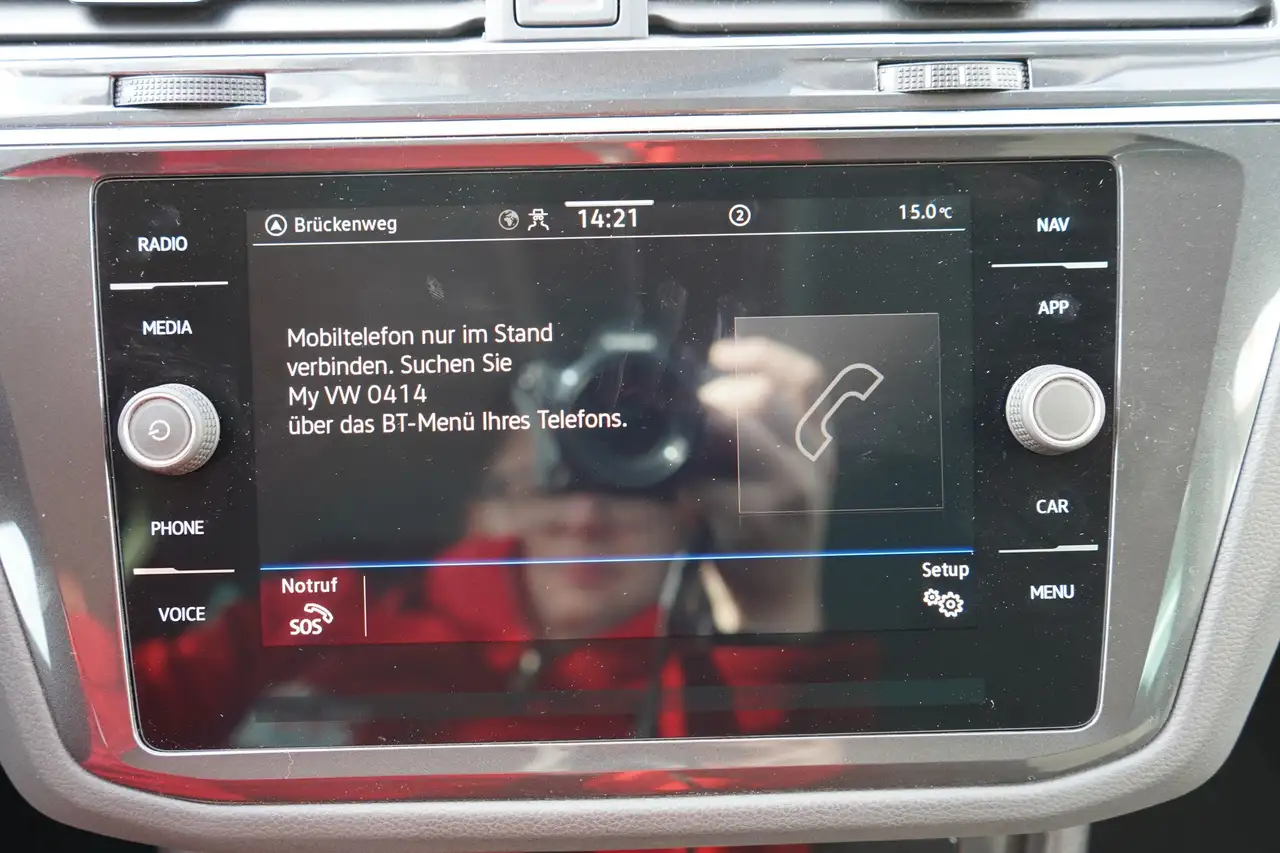 Brückenweg 14:21 2 15.0°C
RADIO
MEDIA
PHONE
VOICE
Mobiltelefon nur im Stand
verbinden. Suchen Sie
My VW 0414
über das BT-Menü Ihres Telefons.
Notruf
SOS
Setup
NAV
APP
CAR
MENU